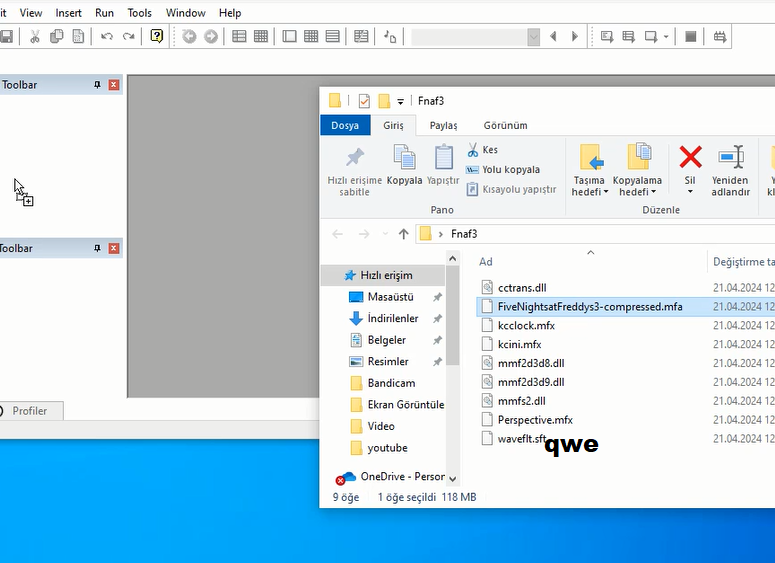 it View Insert Run Tools Window Help
Toolbar
Toolbar
Profiler
Fnaf3
Dosya Giriş Paylaş Görünüm
Hızlı erişime sabitle
Kopyala
Yapıştır
Kes
Yolu kopyala
Kısayolu yapıştır
Pano
Taşıma hedefi
Kopyalama hedefi
Sil
Yeniden adlandır
Düzenle
Fnaf3
Hızlı erişim
Masaüstü
İndirilenler
Belgeler
Resimler
Bandicam
Ekran Görüntüle
Video
youtube
OneDrive - Person
Ad Değiştirme ta
cctrans.dll 21.04.2024 12
FiveNightsatFreddys3-compressed.mfa 21.04.2024 12
kcclock.mfx 21.04.2024 12
kcini.mfx 21.04.2024 12
mmf2d3d8.dll 21.04.2024 12
mmf2d3d9.dll 21.04.2024 12
mmfs2.dll 21.04.2024 12
Perspective.mfx 21.04.2024 12
waveflt.sft 21.04.2024 12
qwe
9 öğe 1 öğe seçildi 118 MB